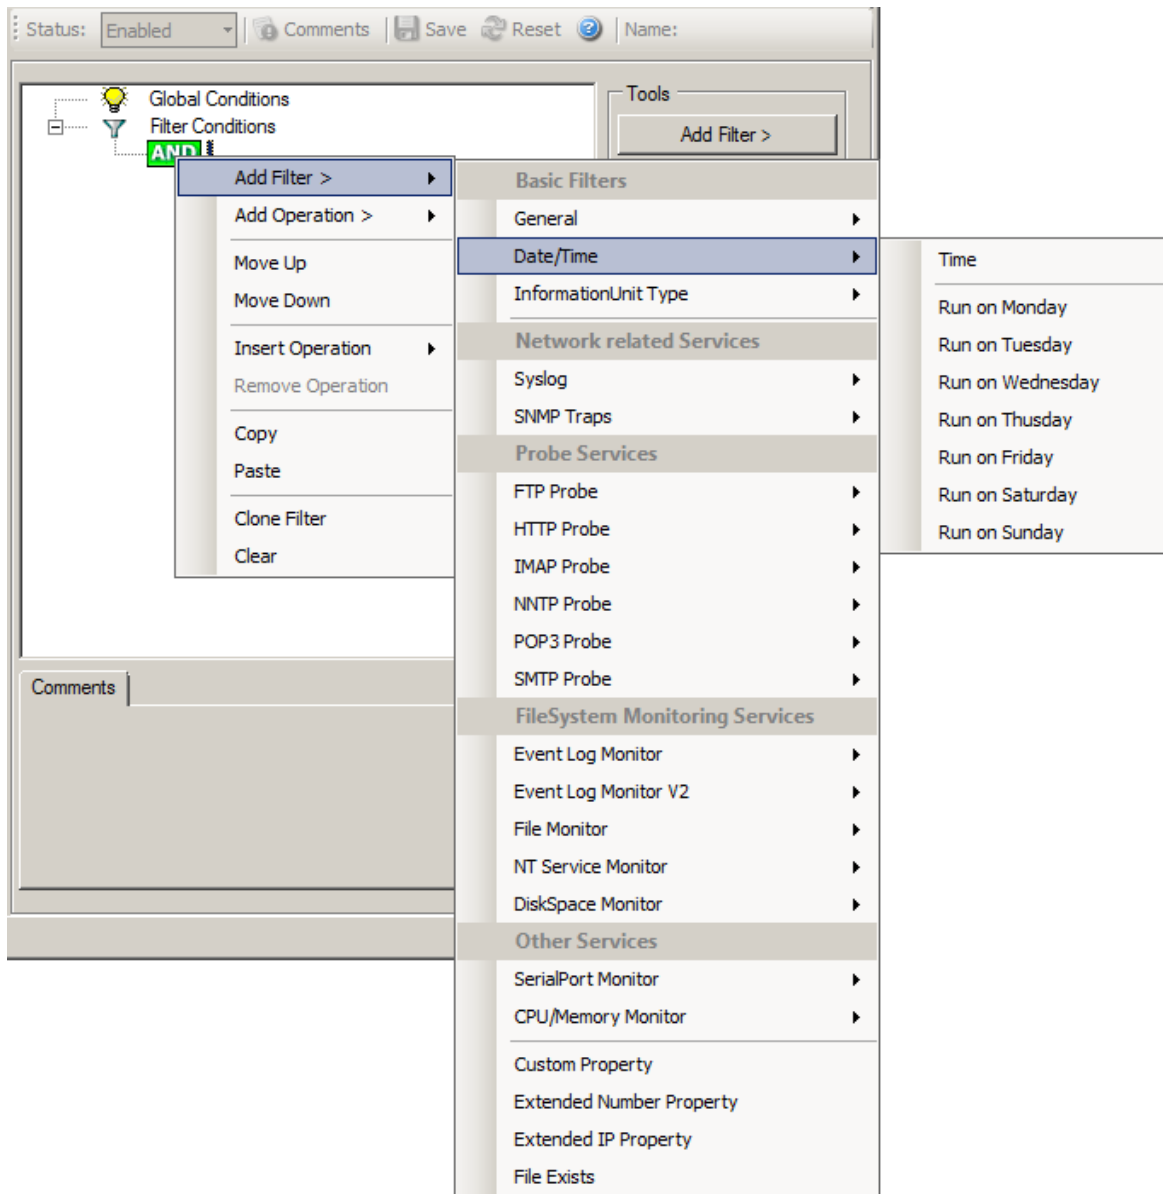 Status: Enabled Comments Save Reset Name:
Global Conditions
Filter Conditions
AND
Tools
Add Filter >
Add Filter >
Add Operation >
Move Up
Move Down
Insert Operation
Remove Operation
Copy
Paste
Clone Filter
Clear
Basic Filters
General
Date/Time
InformationUnit Type
Network related Services
Syslog
SNMP Traps
Probe Services
FTP Probe
HTTP Probe
IMAP Probe
NNTP Probe
POP3 Probe
SMTP Probe
FileSystem Monitoring Services
Event Log Monitor
Event Log Monitor V2
File Monitor
NT Service Monitor
DiskSpace Monitor
Other Services
SerialPort Monitor
CPU/Memory Monitor
Custom Property
Extended Number Property
Extended IP Property
File Exists
Time
Run on Monday
Run on Tuesday
Run on Wednesday
Run on Thusday
Run on Friday
Run on Saturday
Run on Sunday
Comments